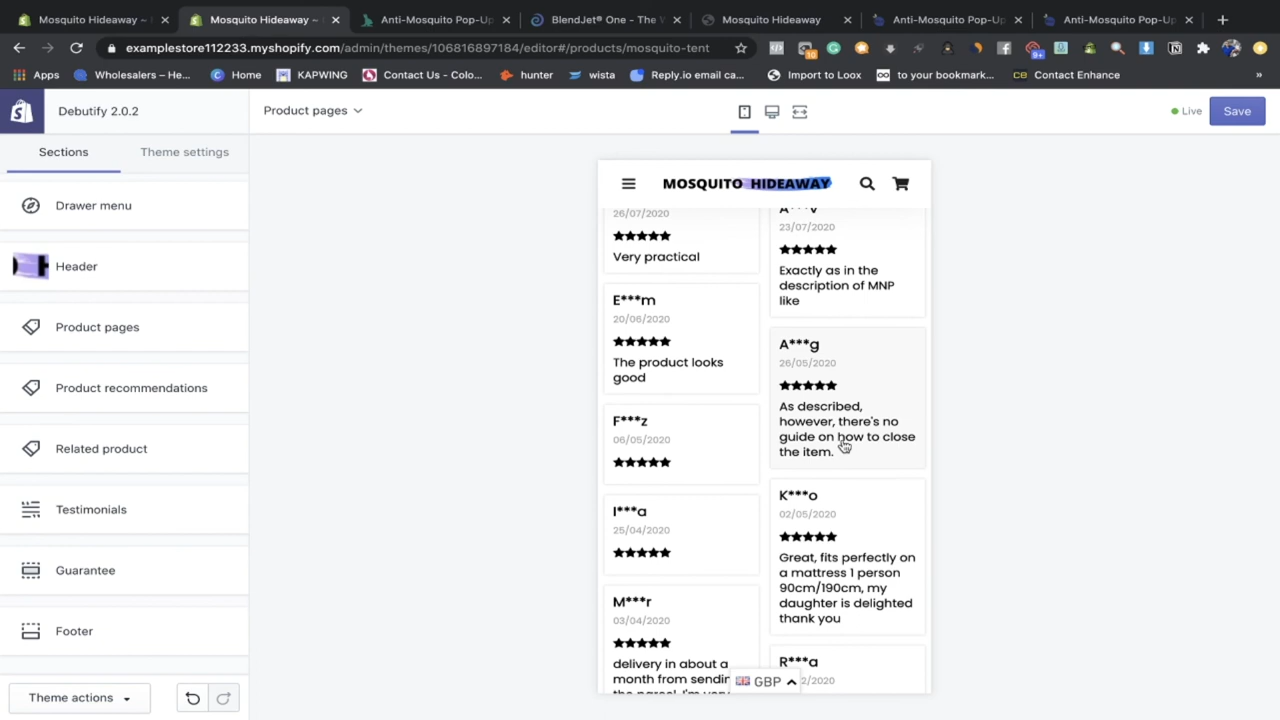 Mosquito Hideaway ~
Mosquito Hideaway ~
Anti-Mosquito Pop-Up
BlendJet® One - The V
Mosquito Hideaway
Anti-Mosquito Pop-Up
Anti-Mosquito Pop-Up
examplestore112233.myshopify.com/admin/themes/106816897184/editor#/products/mosquito-tent
Apps
Wholesalers – He...
Home
KAPWING
Contact Us - Colo...
hunter
wista
Reply.io email ca...
Import to Loox
to your bookmark...
CB Contact Enhance
»
Debutify 2.0.2
Product pages
Live
Save
Sections
Theme settings
Drawer menu
Header
Product pages
Product recommendations
Related product
Testimonials
Guarantee
Footer
Theme actions
MOSQUITO HIDEAWAY
26/07/2020
Very practical
E***m
20/06/2020
The product looks
good
F***z
06/05/2020
I***a
25/04/2020
M***r
03/04/2020
delivery in about a
month from sendin
the parcel. I'm very
A***v
23/07/2020
Exactly as in the
description of MNP
like
A***g
26/05/2020
As described,
however, there's no
guide on how to close
the item.
K***o
02/05/2020
Great, fits perfectly on
a mattress 1 person
90cm/190cm, my
daughter is delighted
thank you
R***a
2/2020
GBP